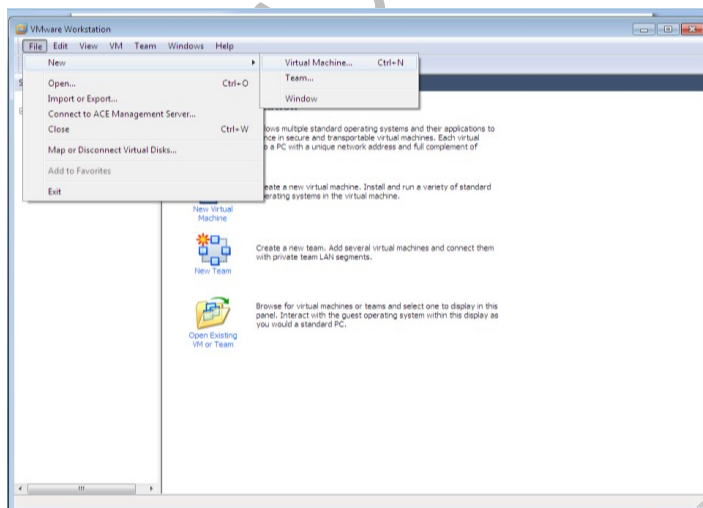 VMware Workstation
File Edit View VM Team Windows Help
New
Open... Ctrl+O
Import or Export...
Connect to ACE Management Server...
Close Ctrl+W
Map or Disconnect Virtual Disks...
Add to Favorites
Exit
Virtual Machine... Ctrl+N
Team...
Window
multiple standard operating systems and their applications to
in secure and transportable virtual machines. Each virtual
a PC with a unique network address and full complement of
a new virtual machine. Install and run a variety of standard
systems in the virtual machine.
New Virtual
Machine
Create a new team. Add several virtual machines and connect them
with private team LAN segments.
New Team
Browse for virtual machines or teams and select one to display in this
panel. Interact with the guest operating system within this display as
you would a standard PC.
Open Existing
VM or Team